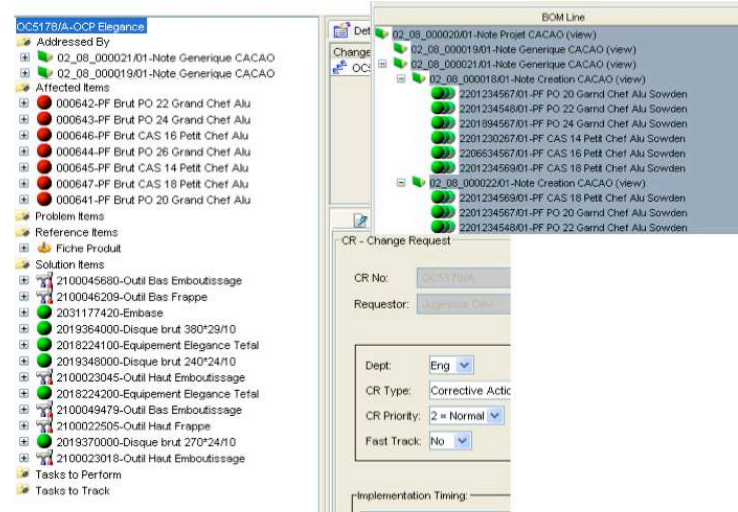 OC5178/A-OCP Elegance
Addressed By
02_08_000021/01-Note Generique CACAO
02_08_000019/01-Note Generique CACAO
Affected Items
000642-PF Brut PO 22 Grand Chef Alu
000643-PF Brut PO 24 Grand Chef Alu
000646-PF Brut CAS 16 Petit Chef Alu
000644-PF Brut PO 26 Grand Chef Alu
000645-PF Brut CAS 14 Petit Chef Alu
000647-PF Brut CAS 18 Petit Chef Alu
000641-PF Brut PO 20 Grand Chef Alu
Problem Items
Reference Items
Fiche Produit
Solution Items
2100045680-Outil Bas Emboutissage
2100046209-Outil Bas Frappe
2031177420-Embase
2019364000-Disque brut 380*29/10
2018224100-Equipement Elegance Tefal
2019348000-Disque brut 240*24/10
2100023045-Outil Haut Emboutissage
2018224200-Equipement Elegance Tefal
2100049479-Outil Bas Emboutissage
2100022505-Outil Haut Frappe
2019370000-Disque brut 270*24/10
2100023018-Outil Haut Emboutissage
Tasks to Perform
Tasks to Track
Det
Change
OC5
BOM Line
02_08_000020/01-Note Projet CACAO (view)
02_08_000019/01-Note Generique CACAO (view)
02_08_000021/01-Note Generique CACAO (view)
02_08_000018/01-Note Creation CACAO (view)
2201234567/01-PF PO 20 Garnd Chef Alu Sowden
2201234548/01-PF PO 22 Garnd Chef Alu Sowden
2201894567/01-PF PO 24 Garnd Chef Alu Sowden
2201230267/01-PF CAS 14 Petit Chef Alu Sowden
2206634567/01-PF CAS 16 Petit Chef Alu Sowden
2201234569/01-PF CAS 18 Petit Chef Alu Sowden
02_08_000022/01-Note Creation CACAO (view)
2201234569/01-PF CAS 18 Petit Chef Alu Sowden
2201234567/01-PF PO 20 Garnd Chef Alu Sowden
2201234548/01-PF PO 22 Garnd Chef Alu Sowden
CR - Change Request
CR No: OC5178/A
Requestor:
Dept: Eng
CR Type: Corrective Actic
CR Priority: 2 = Normal
Fast Track: No
Implementation Timing: